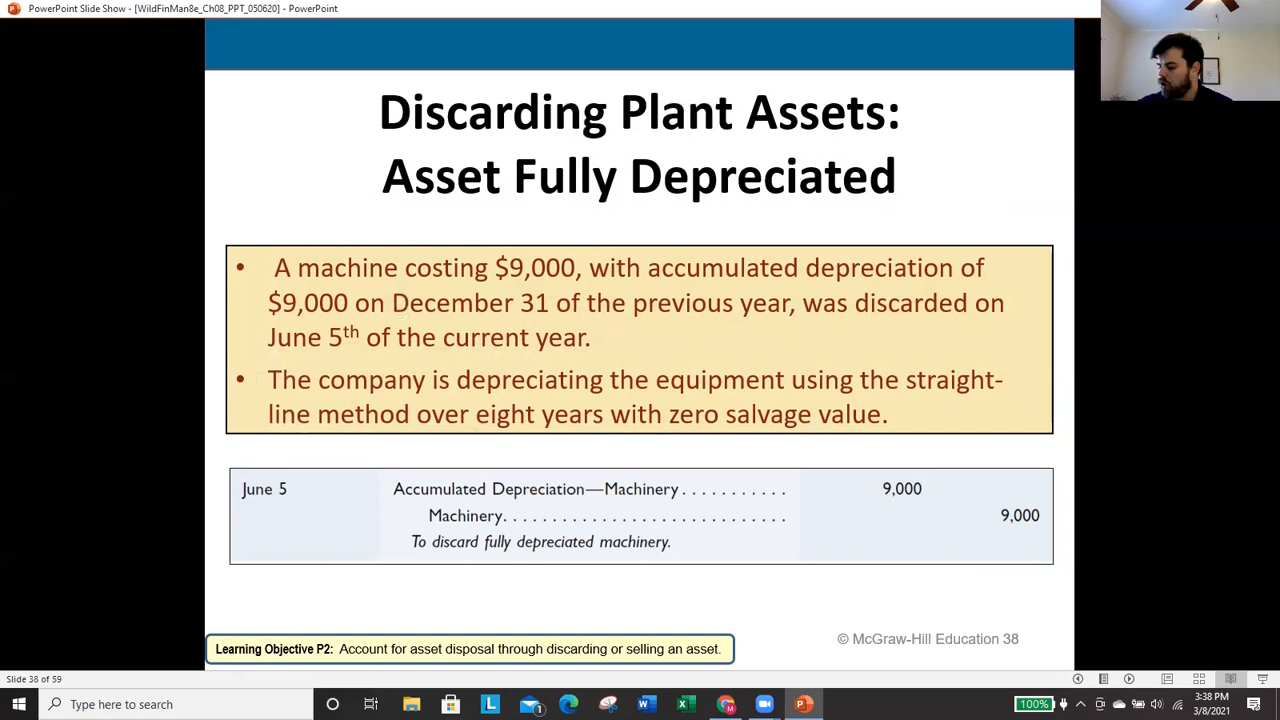 PowerPoint Slide Show - [WildFinMan8e_Ch08_PPT_050620] - PowerPoint
Discarding Plant Assets:
Asset Fully Depreciated
• A machine costing $9,000, with accumulated depreciation of
$9,000 on December 31 of the previous year, was discarded on
June 5th of the current year.
• The company is depreciating the equipment using the straight-
line method over eight years with zero salvage value.
June 5 Accumulated Depreciation—Machinery . . . . . . . . . . . 9,000
Machinery. . . . . . . . . . . . . . . . . . . . . . . . . . . . 9,000
To discard fully depreciated machinery.
© McGraw-Hill Education 38
Learning Objective P2: Account for asset disposal through discarding or selling an asset.
Slide 38 of 59
Type here to search
100%
3:38 PM
3/8/2021